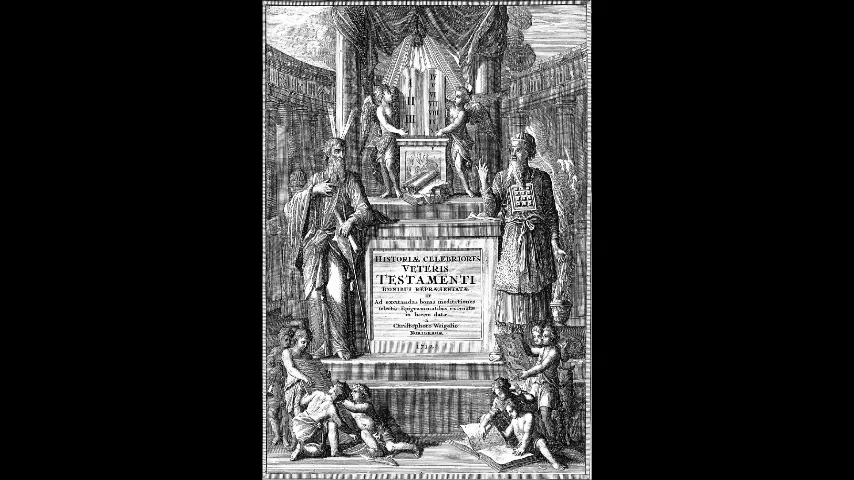 HISTORIÆ CELEBRIORES
VETERIS
TESTAMENTI
ICONIBUS REPRÆSENTATÆ
ET
Ad excitandas bonas meditationes
selectis Epigrammatibus exornatæ
in lucem datæ
a
Christophoro Weigelio
NORIBERGÆ